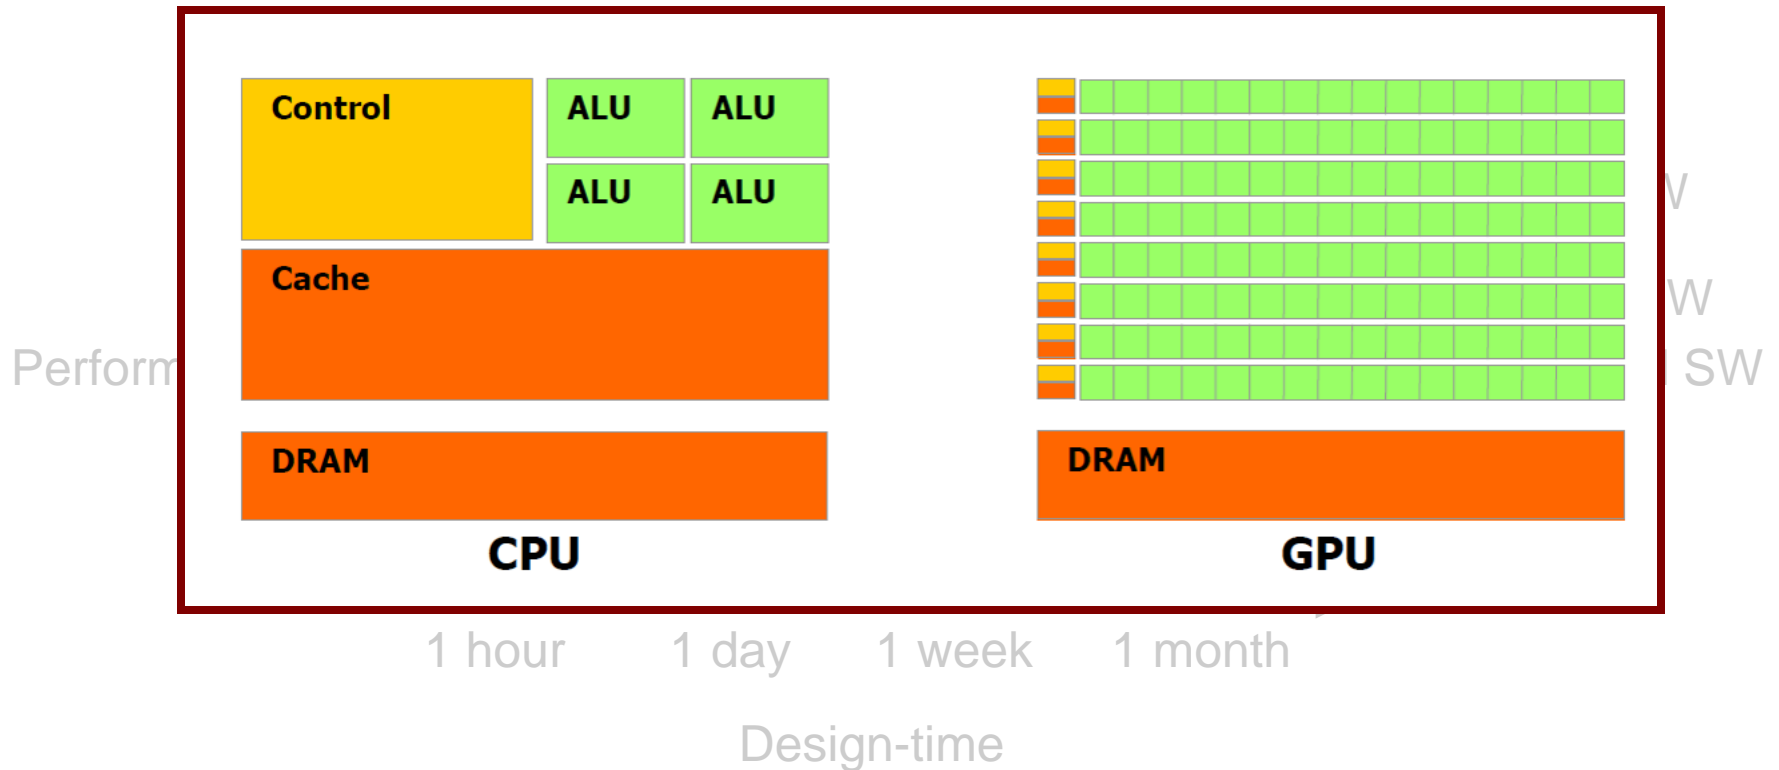 Control
ALU ALU
ALU ALU
Cache
DRAM
CPU
DRAM
GPU
W
W
Perform
SW
1 hour 1 day 1 week 1 month
Design-time